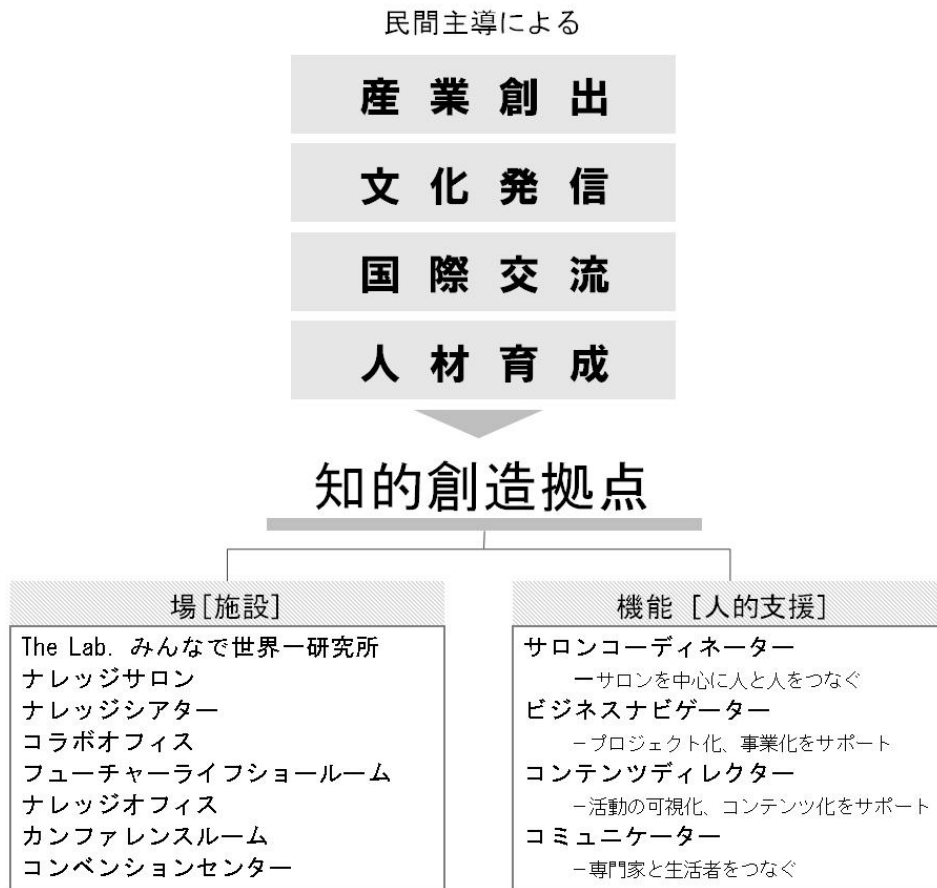 民間主導による
産業創出
文化発信
国際交流
人材育成
知的創造拠点
場[施設]
The Lab. みんなで世界一研究所
ナレッジサロン
ナレッジシアター
コラボオフィス
フューチャーライフショールーム
ナレッジオフィス
カンファレンスルーム
コンベンションセンター
機能 [人的支援]
サロンコーディネーター
ーサロンを中心に人と人をつなぐ
ビジネスナビゲーター
－プロジェクト化、事業化をサポート
コンテンツディレクター
－活動の可視化、コンテンツ化をサポート
コミュニケーター
－専門家と生活者をつなぐ